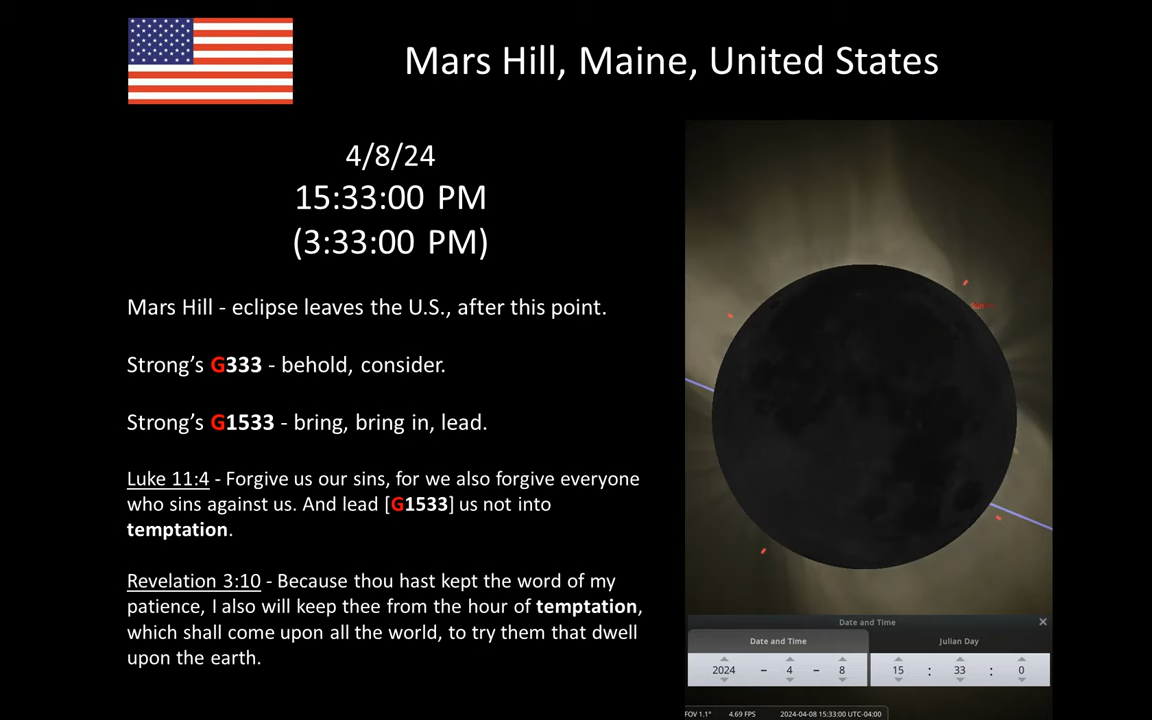 Mars Hill, Maine, United States
4/8/24
15:33:00 PM
(3:33:00 PM)
Mars Hill - eclipse leaves the U.S., after this point.
Strong’s G333 - behold, consider.
Strong’s G1533 - bring, bring in, lead.
Luke 11:4 - Forgive us our sins, for we also forgive everyone
who sins against us. And lead [G1533] us not into
temptation.
Revelation 3:10 - Because thou hast kept the word of my
patience, I also will keep thee from the hour of temptation,
which shall come upon all the world, to try them that dwell
upon the earth.
Date and Time
Date and Time Julian Day
2024 – 4 – 8 15 : 33 : 0
FOV 1.1° 4.69 FPS 2024-04-08 15:33:00 UTC-04:00